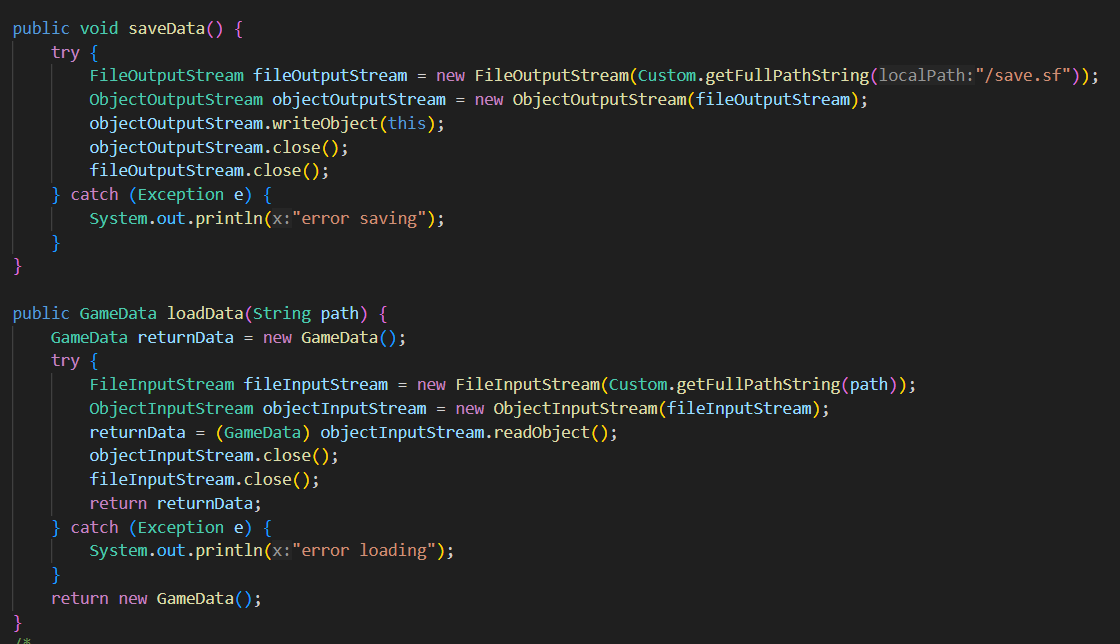 public void saveData() {
    try {
        FileOutputStream fileOutputStream = new FileOutputStream(Custom.getFullPathString(localPath:"/save.sf"));
        ObjectOutputStream objectOutputStream = new ObjectOutputStream(fileOutputStream);
        objectOutputStream.writeObject(this);
        objectOutputStream.close();
        fileOutputStream.close();
    } catch (Exception e) {
        System.out.println(x:"error saving");
    }
}

public GameData loadData(String path) {
    GameData returnData = new GameData();
    try {
        FileInputStream fileInputStream = new FileInputStream(Custom.getFullPathString(path));
        ObjectInputStream objectInputStream = new ObjectInputStream(fileInputStream);
        returnData = (GameData) objectInputStream.readObject();
        objectInputStream.close();
        fileInputStream.close();
        return returnData;
    } catch (Exception e) {
        System.out.println(x:"error loading");
    }
    return new GameData();
}
/*